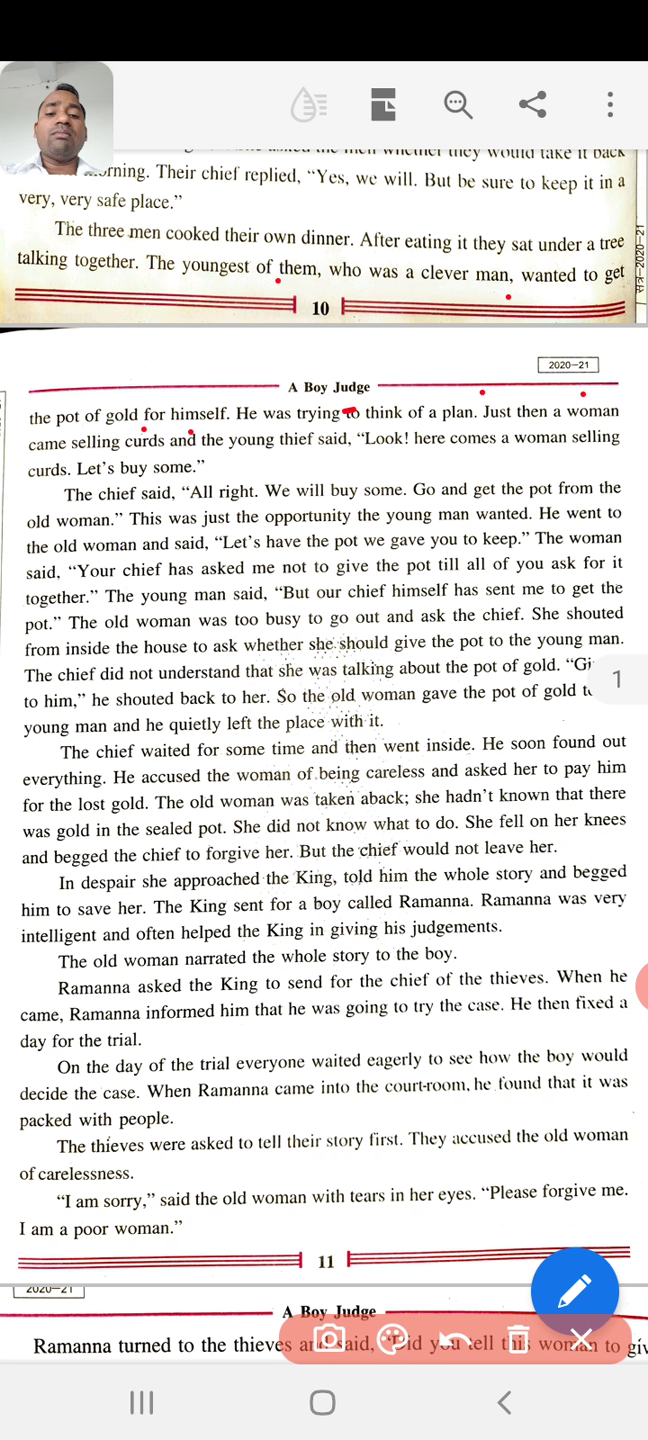 they would take it back
morning. Their chief replied, “Yes, we will. But be sure to keep it in a
very, very safe place.”
The three men cooked their own dinner. After eating it they sat under a tree
talking together. The youngest of them, who was a clever man, wanted to get
सत्र-2020-21
10
2020-21
A Boy Judge
the pot of gold for himself. He was trying to think of a plan. Just then a woman
came selling curds and the young thief said, “Look! here comes a woman selling
curds. Let’s buy some.”
The chief said, “All right. We will buy some. Go and get the pot from the
old woman.” This was just the opportunity the young man wanted. He went to
the old woman and said, “Let’s have the pot we gave you to keep.” The woman
said, “Your chief has asked me not to give the pot till all of you ask for it
together.” The young man said, “But our chief himself has sent me to get the
pot.” The old woman was too busy to go out and ask the chief. She shouted
from inside the house to ask whether she should give the pot to the young man.
The chief did not understand that she was talking about the pot of gold. “Gi
1
to him,” he shouted back to her. So the old woman gave the pot of gold t
young man and he quietly left the place with it.
The chief waited for some time and then went inside. He soon found out
everything. He accused the woman of being careless and asked her to pay him
for the lost gold. The old woman was taken aback; she hadn’t known that there
was gold in the sealed pot. She did not know what to do. She fell on her knees
and begged the chief to forgive her. But the chief would not leave her.
In despair she approached the King, told him the whole story and begged
him to save her. The King sent for a boy called Ramanna. Ramanna was very
intelligent and often helped the King in giving his judgements.
The old woman narrated the whole story to the boy.
Ramanna asked the King to send for the chief of the thieves. When he
came, Ramanna informed him that he was going to try the case. He then fixed a
day for the trial.
On the day of the trial everyone waited eagerly to see how the boy would
decide the case. When Ramanna came into the court-room, he found that it was
packed with people.
The thieves were asked to tell their story first. They accused the old woman
of carelessness.
“I am sorry,” said the old woman with tears in her eyes. “Please forgive me.
I am a poor woman.”
11
2020-21
A Boy Judge
Ramanna turned to the thieves and said, “Did you tell this woman to giv